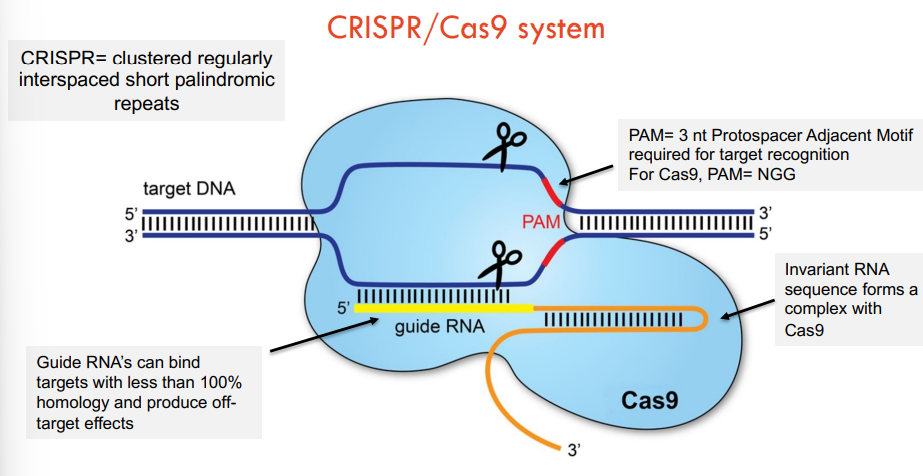 CRISPR/Cas9 system
CRISPR= clustered regularly
interspaced short palindromic
repeats
PAM= 3 nt Protospacer Adjacent Motif
required for target recognition
For Cas9, PAM= NGG
target DNA
5’
3’
PAM
3’
5’
Invariant RNA
sequence forms a
complex with
Cas9
5’
guide RNA
Guide RNA’s can bind
targets with less than 100%
homology and produce off-
target effects
Cas9
3’